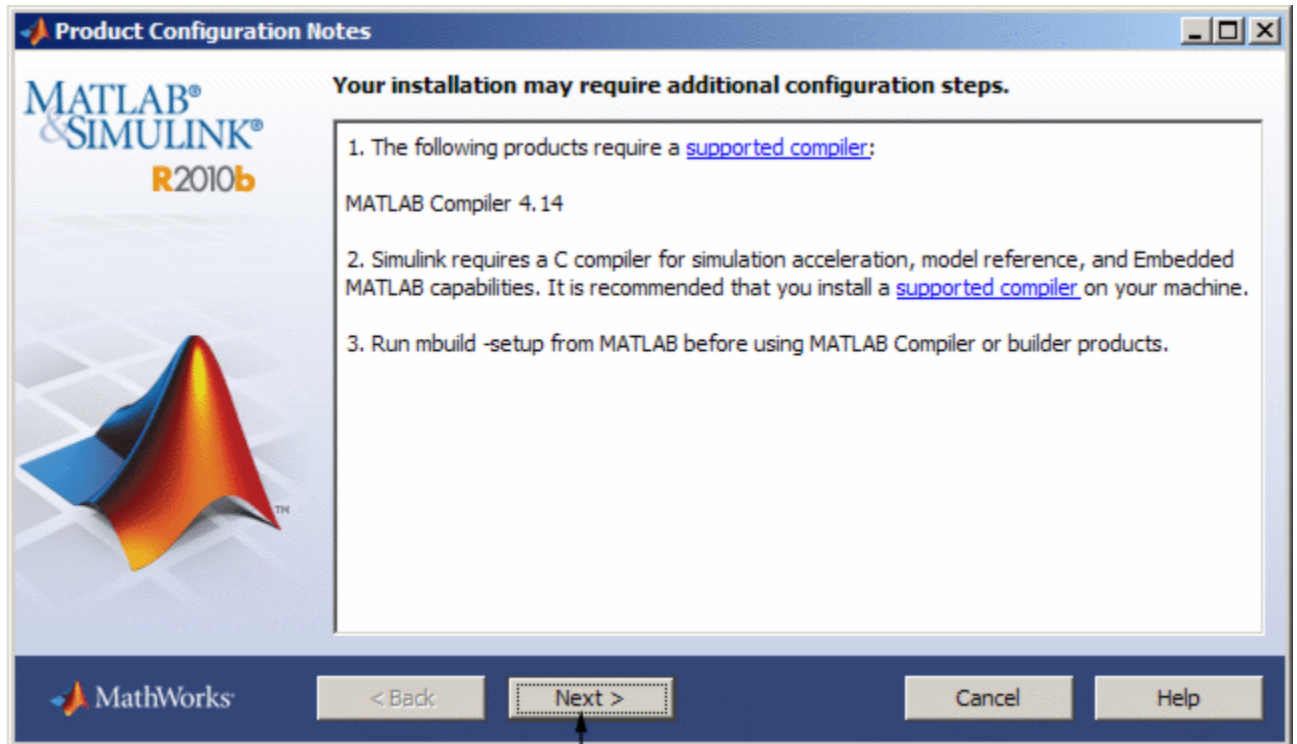 Product Configuration Notes
MATLAB®
&SIMULINK®
R2010b
Your installation may require additional configuration steps.
1. The following products require a supported compiler:
MATLAB Compiler 4.14
2. Simulink requires a C compiler for simulation acceleration, model reference, and Embedded
MATLAB capabilities. It is recommended that you install a supported compiler on your machine.
3. Run mbuild -setup from MATLAB before using MATLAB Compiler or builder products.
TM
MathWorks
< Back
Next >
Cancel
Help